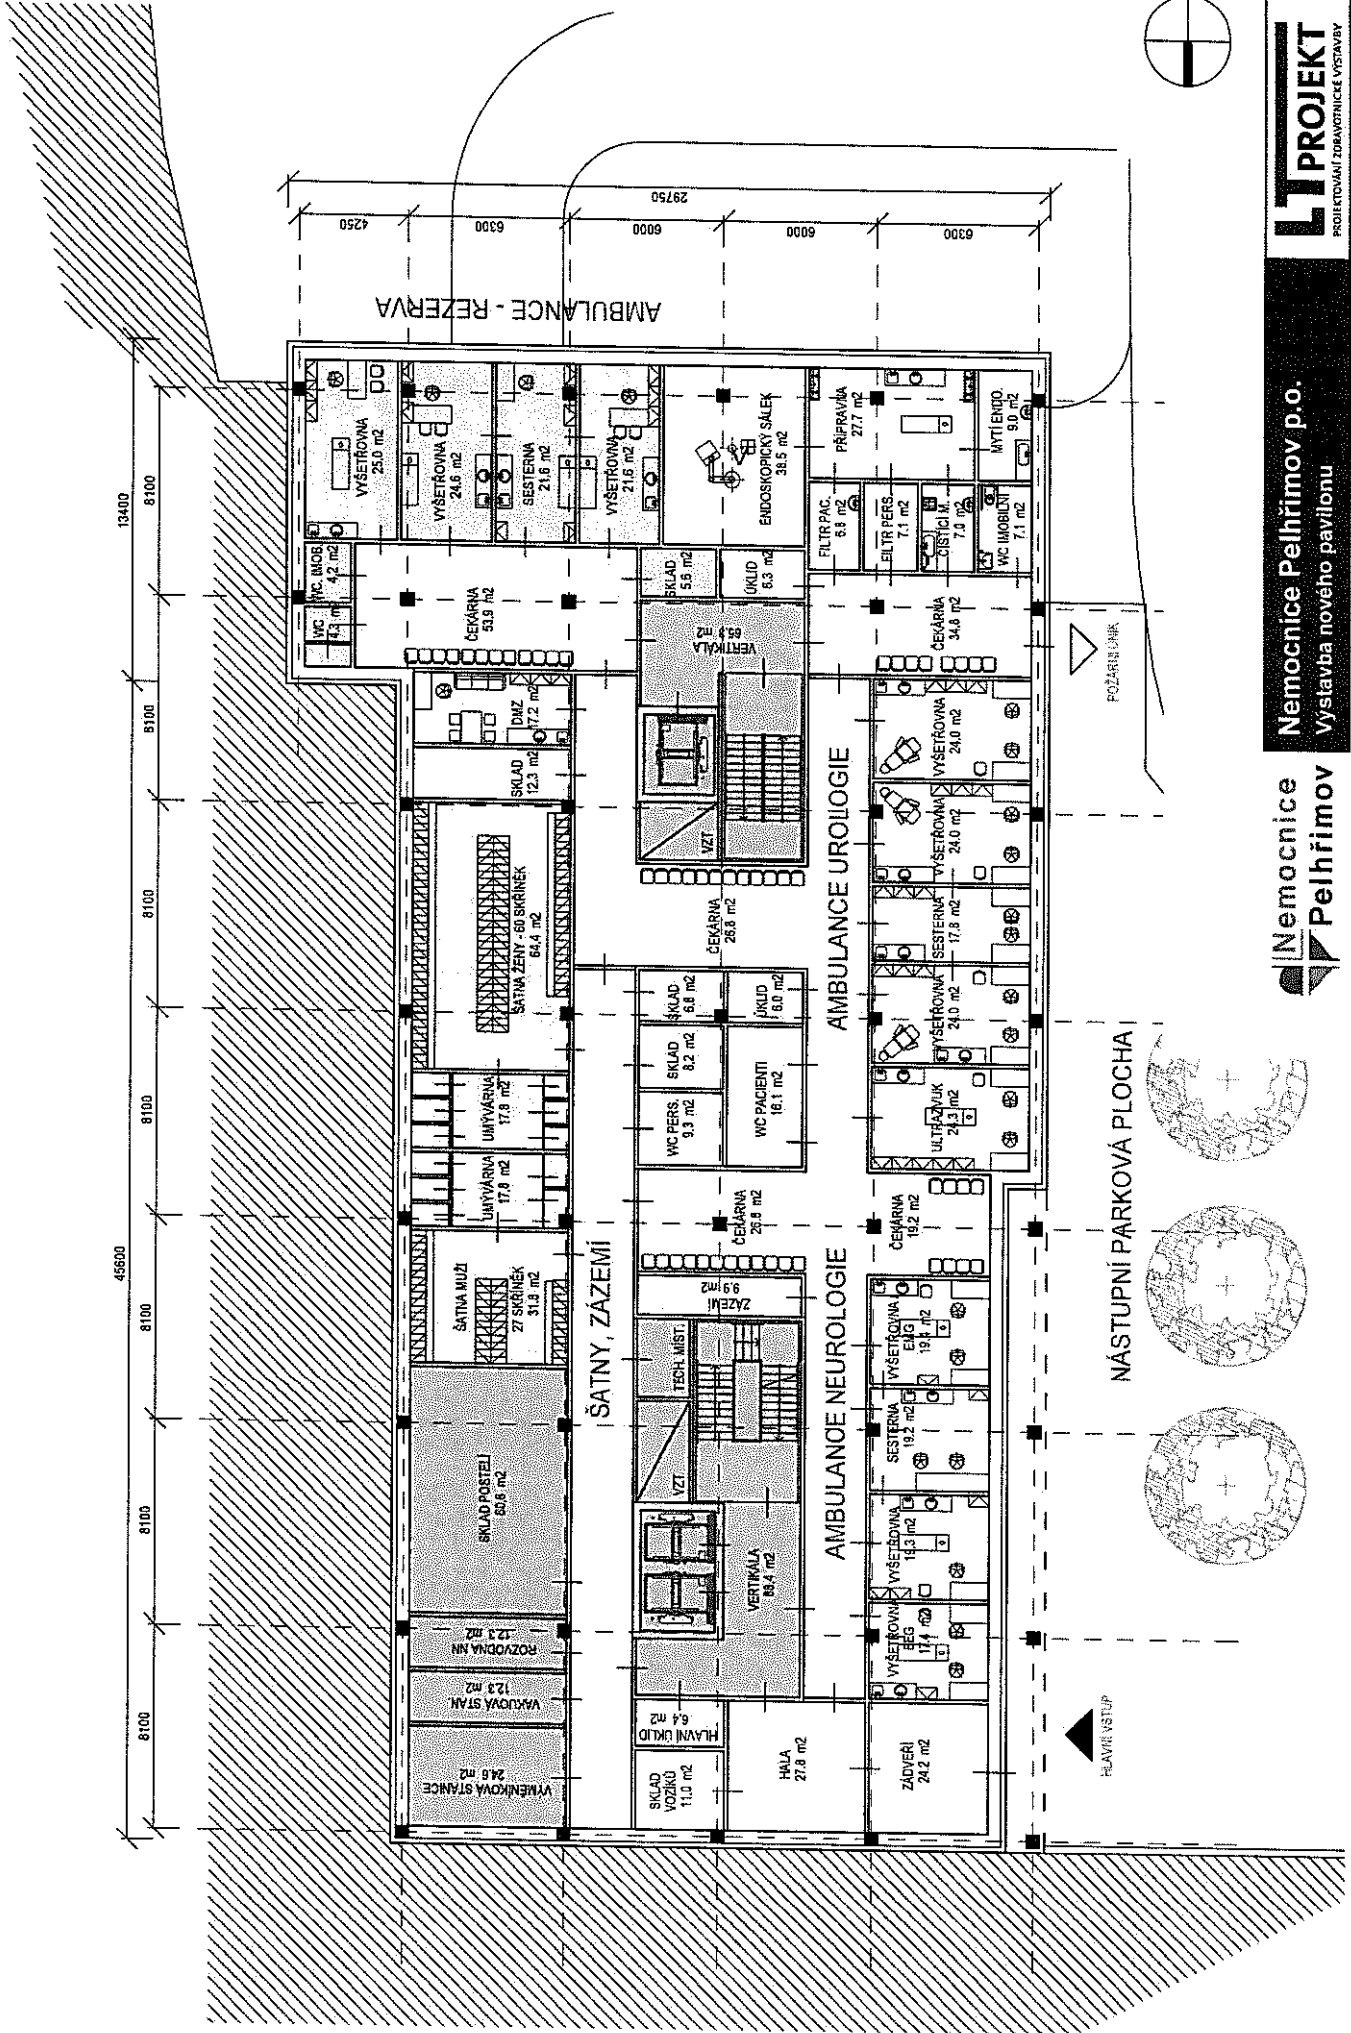 45600
13400
8100
8100
8100
8100
8100
8100
8100
8100
4250
6300
6000
6000
6300
29750
VÝMĚNÍKOVÁ STANICE
24.6 m2
VAKUOVÁ STAN.
12.3 m2
ROZVODNA NN
12.3 m2
SKLAD POSTELÍ
60.6 m2
ŠATNA MUŽI
27 SKŘÍNĚK
31.8 m2
UMÝVÁRNA
17.8 m2
UMÝVÁRNA
17.8 m2
ŠATNA ŽENY - 60 SKŘÍNĚK
64.4 m2
SKLAD
12.3 m2
DMZ
17.2 m2
WC
4.3 m2
WC. IMOB.
4.2 m2
ČEKÁRNA
53.9 m2
VYŠETŘOVNA
25.0 m2
VYŠETŘOVNA
24.6 m2
SESTERNA
21.6 m2
VYŠETŘOVNA
21.6 m2
AMBULANCE - REZERVA
ŠATNY, ZÁZEMÍ
SKLAD
VOZÍKŮ
11.0 m2
HLAVNÍ ÚKLID
6.4 m2
HALA
27.8 m2
ZÁDVEŘÍ
24.2 m2
VERTIKÁLA
88.4 m2
VZT
TECH. MÍST.
ZÁZEMÍ
9.9 m2
ČEKÁRNA
26.8 m2
WC PERS.
9.3 m2
SKLAD
8.2 m2
SKLAD
6.8 m2
WC PACIENTI
16.1 m2
ÚKLID
6.0 m2
ČEKÁRNA
26.8 m2
VZT
VERTIKÁLA
65.3 m2
SKLAD
5.6 m2
ÚKLID
6.3 m2
ENDOSKOPICKÝ SÁLEK
38.5 m2
PŘÍPRAVNA
27.7 m2
FILTR PAC.
6.8 m2
FILTR PERS.
7.1 m2
ČISTÍCÍ M.
7.0 m2
WC IMOBILNÍ
7.1 m2
MYTÍ ENDO.
9.0 m2
ČEKÁRNA
34.8 m2
AMBULANCE NEUROLOGIE
AMBULANCE UROLOGIE
VYŠETŘOVNA
EEG
17.4 m2
VYŠETŘOVNA
19.3 m2
SESTERNA
19.2 m2
VYŠETŘOVNA
EMG
19.4 m2
ČEKÁRNA
19.2 m2
ULTRAZVUK
24.3 m2
VYŠETŘOVNA
24.0 m2
SESTERNA
17.8 m2
VYŠETŘOVNA
24.0 m2
VYŠETŘOVNA
24.0 m2
HLAVNÍ VSTUP
NÁSTUPNÍ PARKOVÁ PLOCHA
POŽÁRNÍ ÚNIK
Nemocnice
Pelhřimov
Nemocnice Pelhřimov p.o.
Výstavba nového pavilonu
LT PROJEKT
PROJEKTOVÁNÍ ZDRAVOTNICKÉ VÝSTAVBY